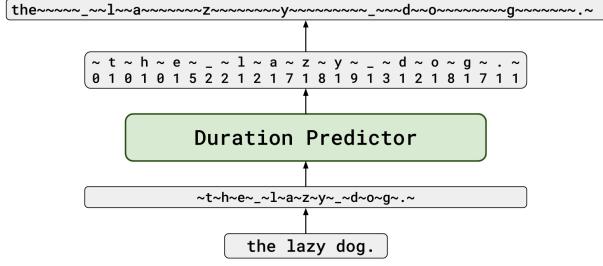 the~~~~~_~~l~~a~~~~~~~z~~~~~~~~y~~~~~~~~~_~~~d~~o~~~~~~~~g~~~~~~~.~
~ t ~ h ~ e ~ _ ~ l ~ a ~ z ~ y ~ _ ~ d ~ o ~ g ~ . ~
0 1 0 1 0 1 5 2 2 1 2 1 7 1 8 1 9 1 3 1 2 1 8 1 7 1 1
Duration Predictor
~t~h~e~_~l~a~z~y~_~d~o~g~.~
the lazy dog.